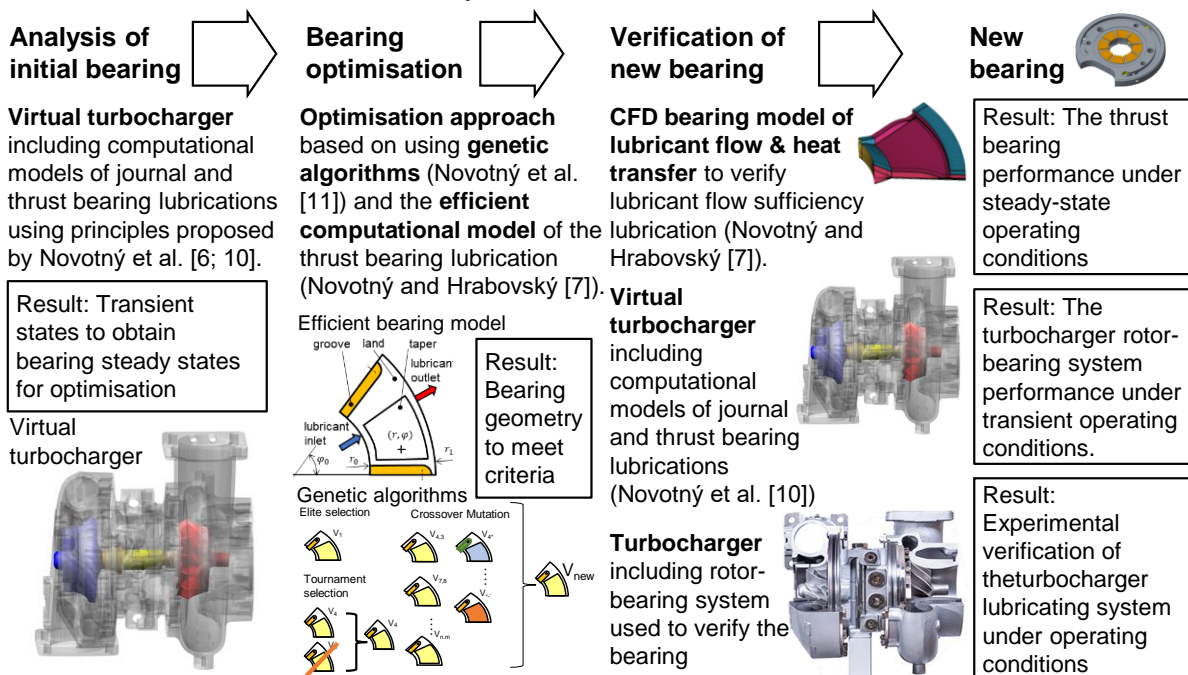 Analysis of
initial bearing
Bearing
optimisation
Verification of
new bearing
New
bearing
Virtual turbocharger
including computational
models of journal and
thrust bearing lubrications
using principles proposed
by Novotný et al. [6; 10].
Result: Transient
states to obtain
bearing steady states
for optimisation
Virtual
turbocharger
Optimisation approach
based on using genetic
algorithms (Novotný et al.
[11]) and the efficient
computational model of the
thrust bearing lubrication
(Novotný and Hrabovský [7]).
Efficient bearing model
groove land taper
lubricant
outlet
lubricant
inlet
(r, φ)
+
φ0
r0
r1
Result:
Bearing
geometry
to meet
criteria
Genetic algorithms
Elite selection
Crossover Mutation
V1
V4,3
V4*
V7,8
Tournament
selection
V4
V4
Vn,m
Vnew
CFD bearing model of
lubricant flow & heat
transfer to verify
lubricant flow sufficiency
lubrication (Novotný and
Hrabovský [7]).
Virtual
turbocharger
including
computational
models of journal
and thrust bearing
lubrications
(Novotný et al. [10])
Turbocharger
including rotor-
bearing system
used to verify the
bearing
Result: The thrust
bearing
performance under
steady-state
operating
conditions
Result: The
turbocharger rotor-
bearing system
performance under
transient operating
conditions.
Result:
Experimental
verification of
theturbocharger
lubricating system
under operating
conditions